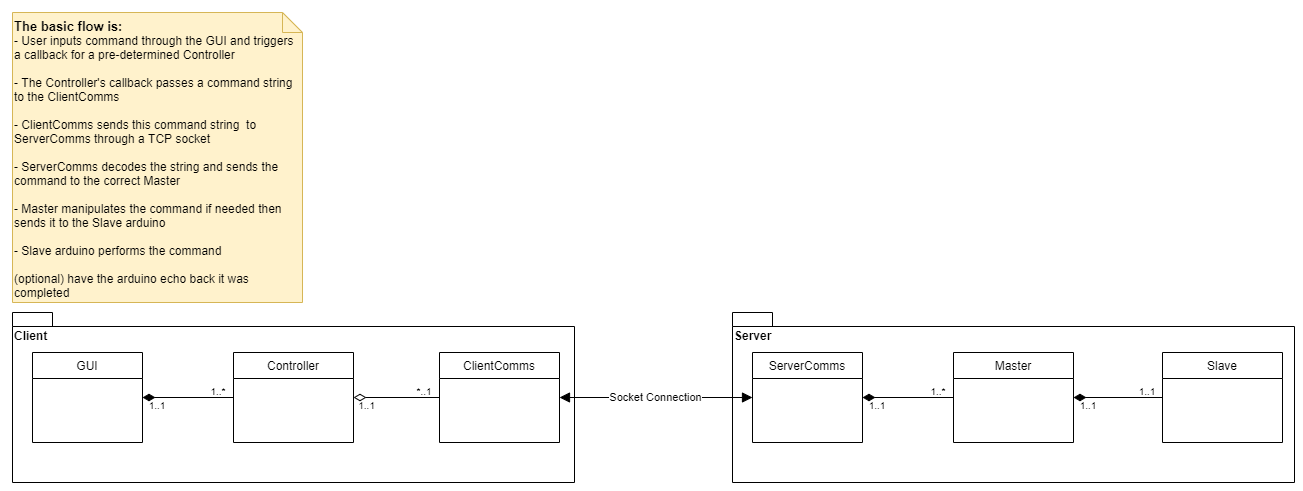 The basic flow is:
- User inputs command through the GUI and triggers
a callback for a pre-determined Controller
- The Controller's callback passes a command string
to the ClientComms
- ClientComms sends this command string  to
ServerComms through a TCP socket
- ServerComms decodes the string and sends the
command to the correct Master
- Master manipulates the command if needed then
sends it to the Slave arduino
- Slave arduino performs the command
(optional) have the arduino echo back it was
completed
Client
GUI
1..1
1..*
Controller
1..1
*..1
ClientComms
Socket Connection
Server
ServerComms
1..1
1..*
Master
1..1
1..1
Slave